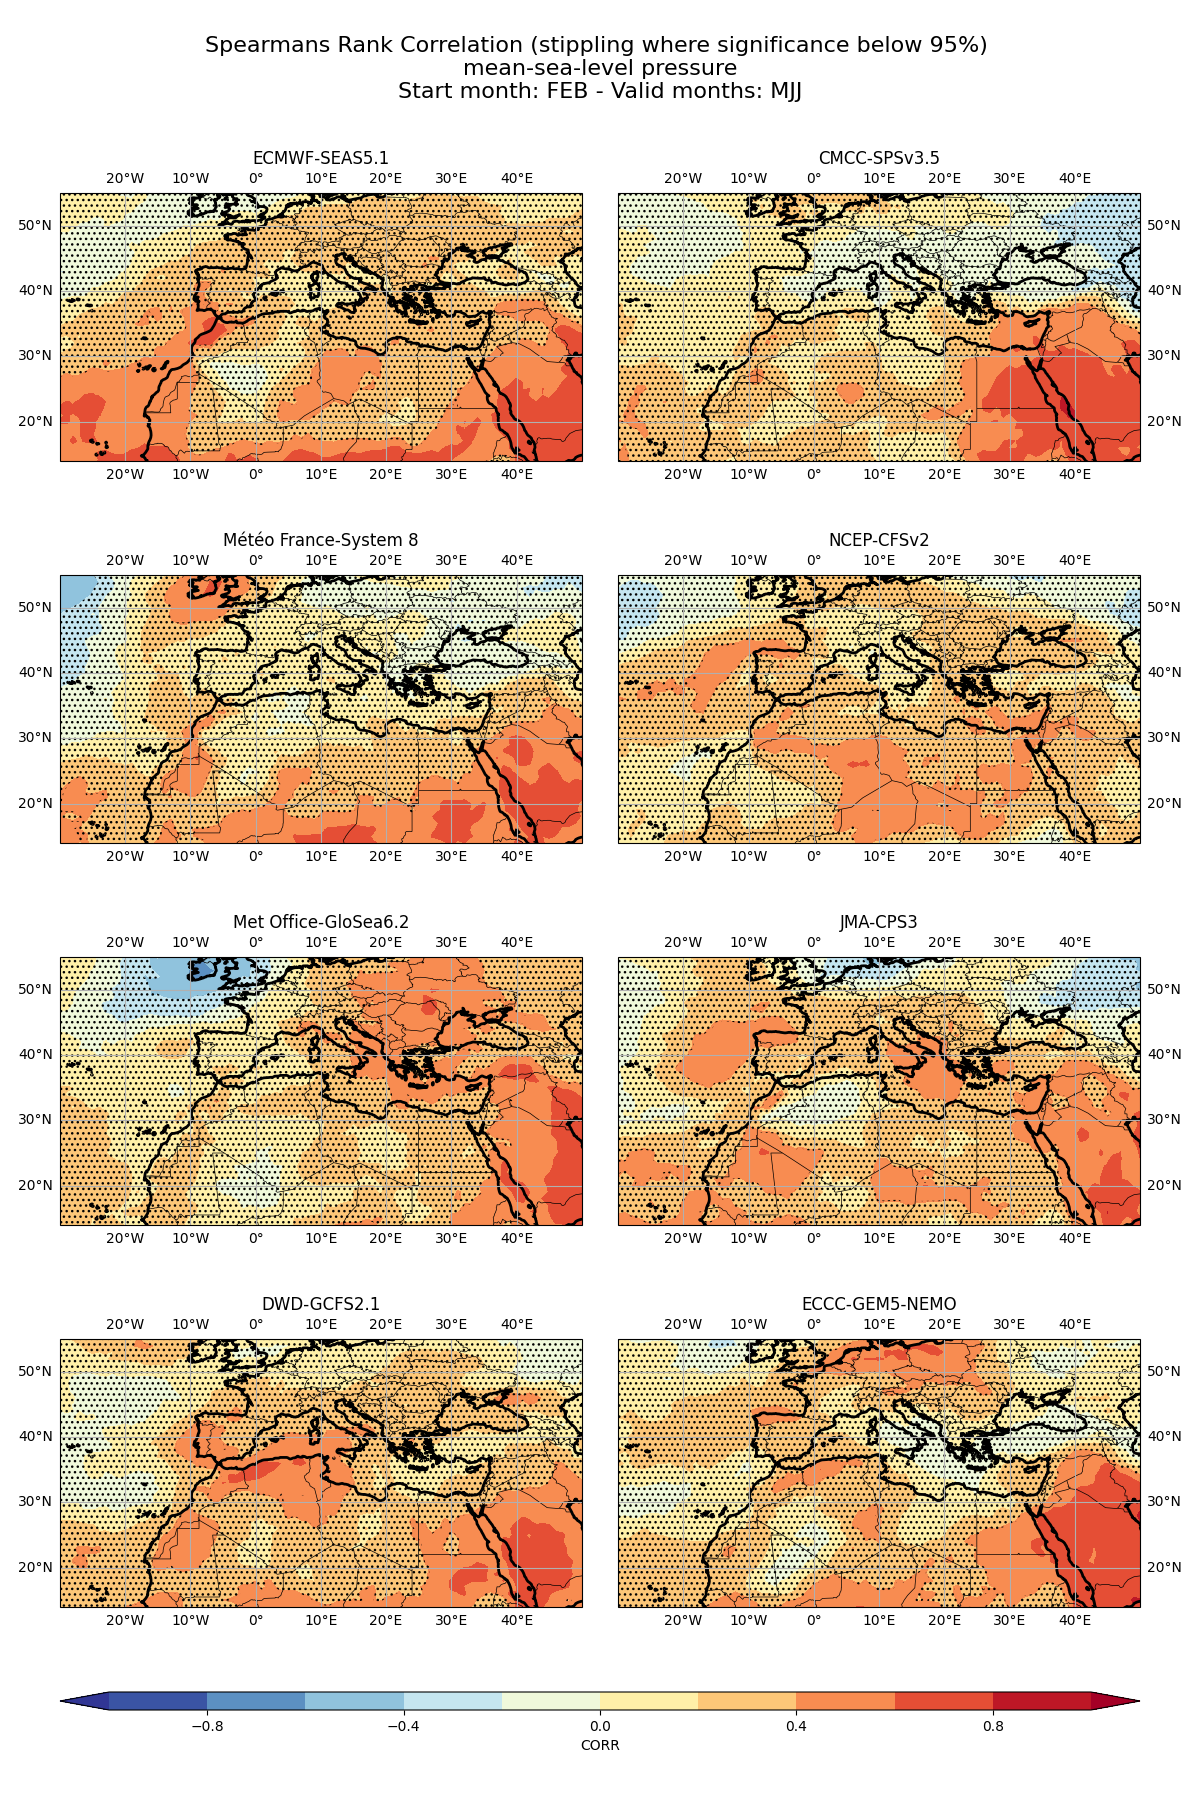 Spearmans Rank Correlation (stippling where significance below 95%)
mean-sea-level pressure
Start month: FEB - Valid months: MJJ
ECMWF-SEAS5.1
20°W 10°W 0° 10°E 20°E 30°E 40°E
50°N
40°N
30°N
20°N
20°W 10°W 0° 10°E 20°E 30°E 40°E
CMCC-SPSv3.5
20°W 10°W 0° 10°E 20°E 30°E 40°E
50°N
40°N
30°N
20°N
20°W 10°W 0° 10°E 20°E 30°E 40°E
Météo France-System 8
20°W 10°W 0° 10°E 20°E 30°E 40°E
50°N
40°N
30°N
20°N
20°W 10°W 0° 10°E 20°E 30°E 40°E
NCEP-CFSv2
20°W 10°W 0° 10°E 20°E 30°E 40°E
50°N
40°N
30°N
20°N
20°W 10°W 0° 10°E 20°E 30°E 40°E
Met Office-GloSea6.2
20°W 10°W 0° 10°E 20°E 30°E 40°E
50°N
40°N
30°N
20°N
20°W 10°W 0° 10°E 20°E 30°E 40°E
JMA-CPS3
20°W 10°W 0° 10°E 20°E 30°E 40°E
50°N
40°N
30°N
20°N
20°W 10°W 0° 10°E 20°E 30°E 40°E
DWD-GCFS2.1
20°W 10°W 0° 10°E 20°E 30°E 40°E
50°N
40°N
30°N
20°N
20°W 10°W 0° 10°E 20°E 30°E 40°E
ECCC-GEM5-NEMO
20°W 10°W 0° 10°E 20°E 30°E 40°E
50°N
40°N
30°N
20°N
20°W 10°W 0° 10°E 20°E 30°E 40°E
−0.8 −0.4 0.0 0.4 0.8
CORR